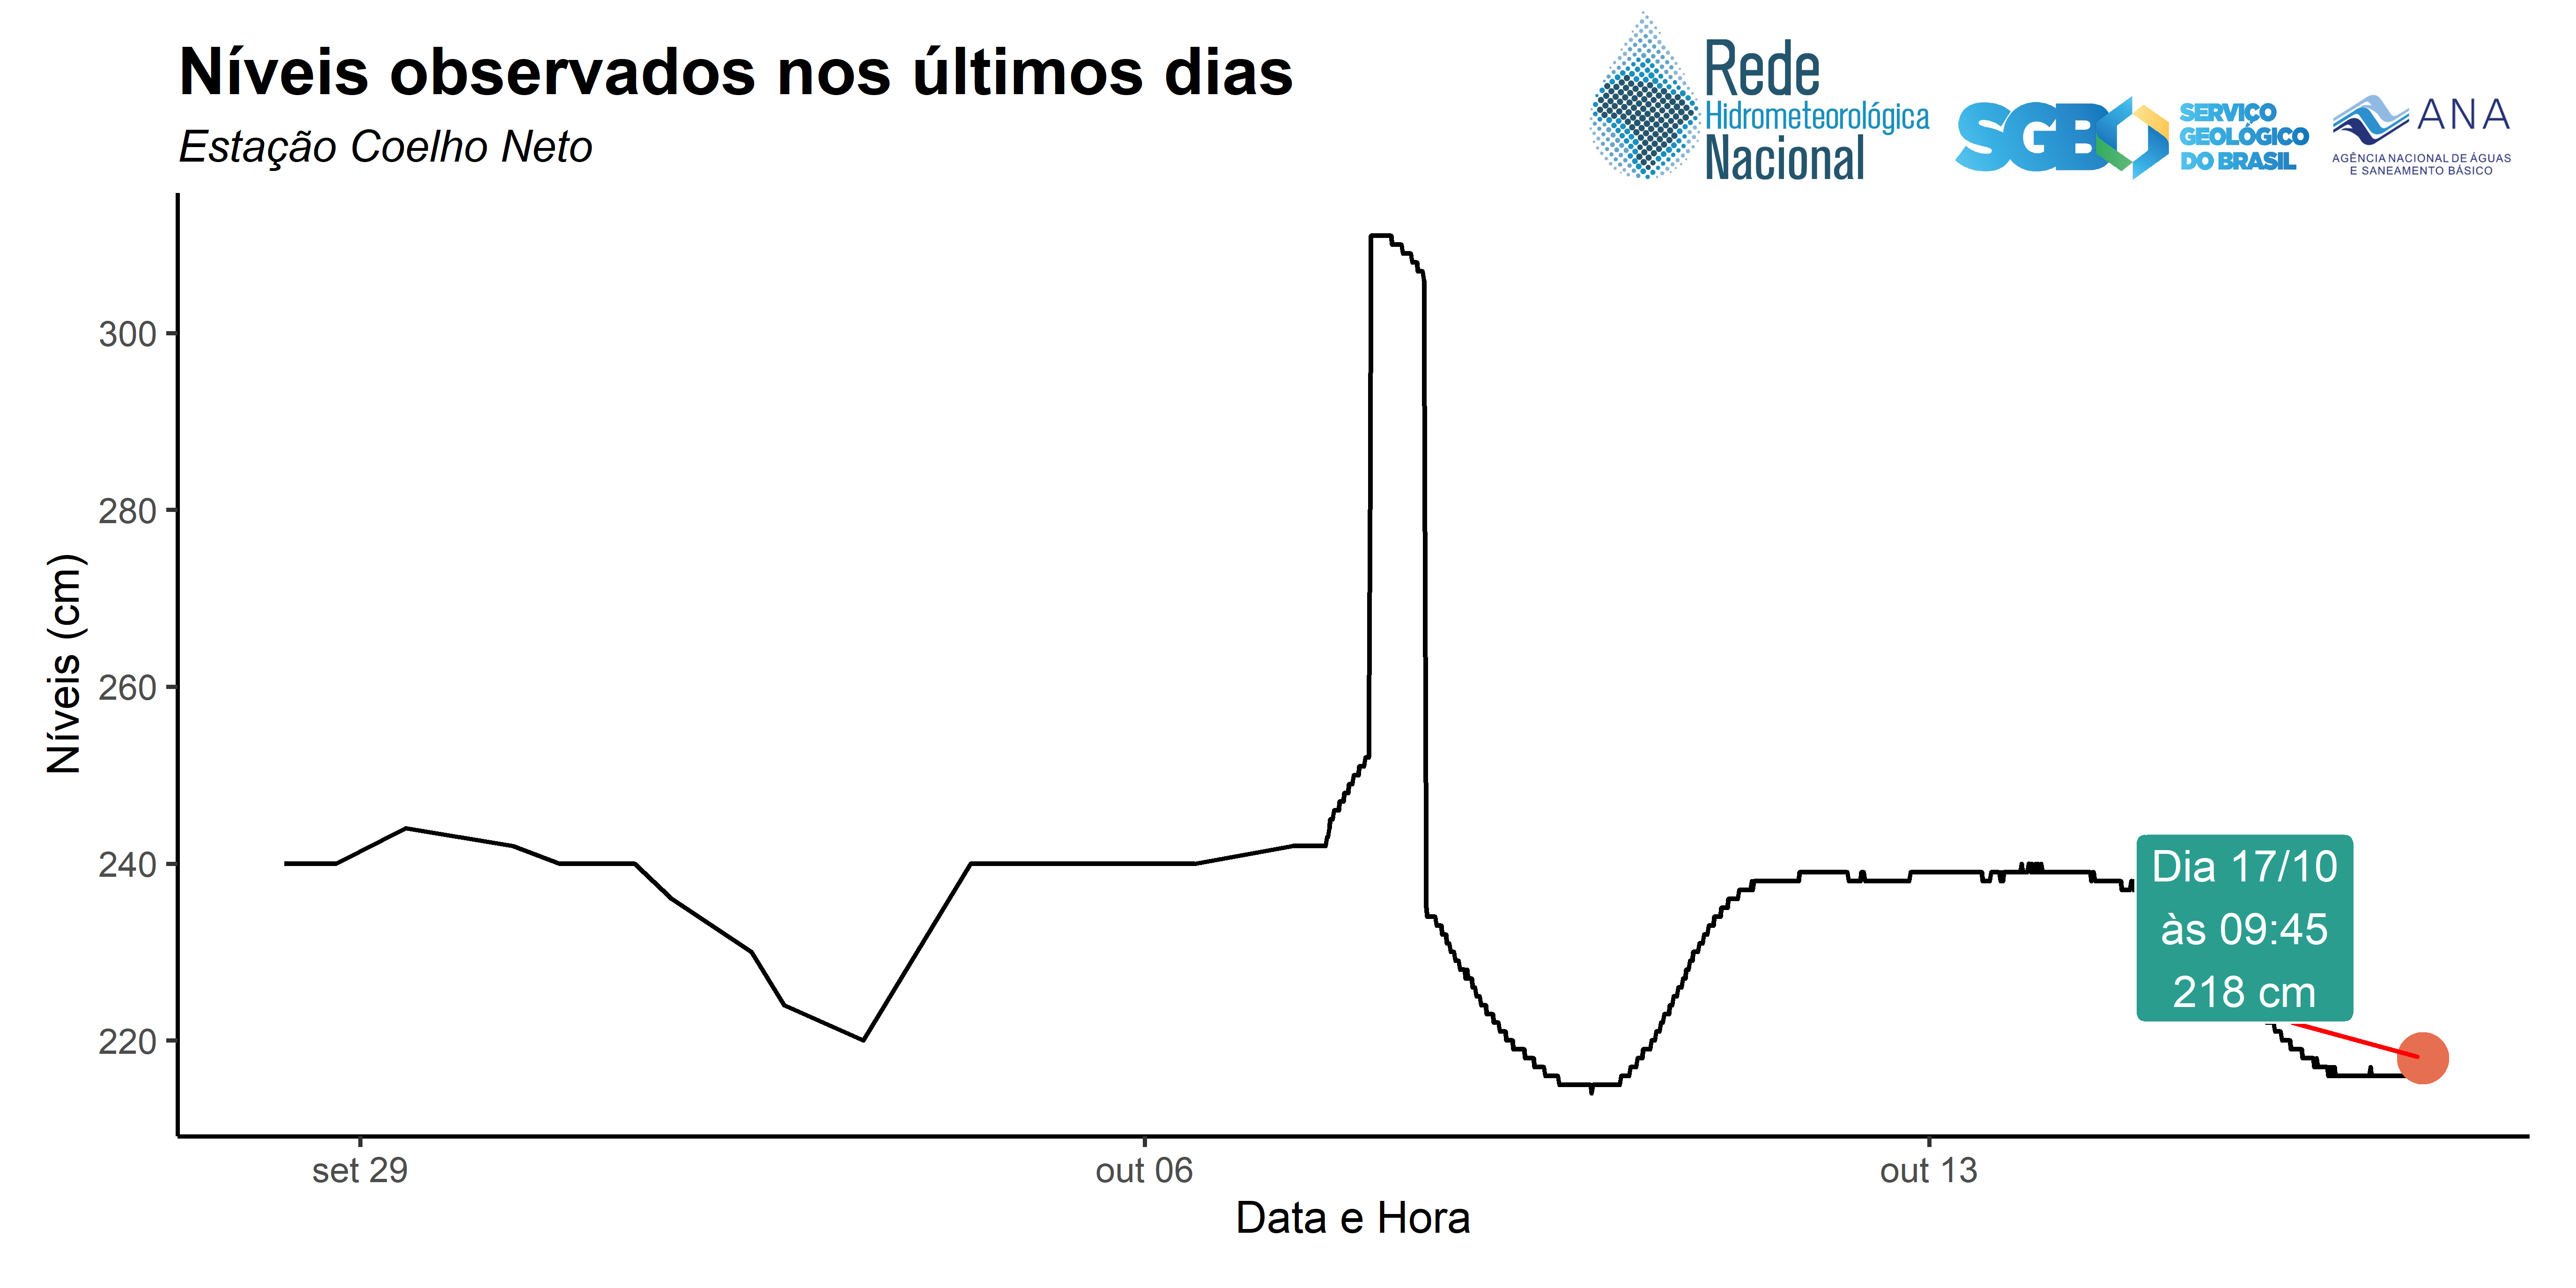 Níveis observados nos últimos dias
Estação Coelho Neto
Rede
Hidrometeorológica
Nacional
SGB
SERVIÇO
GEOLÓGICO
DO BRASIL
ANA
AGÊNCIA NACIONAL DE ÁGUAS
E SANEAMENTO BÁSICO
Níveis (cm)
300
280
260
240
220
Dia 17/10
às 09:45
218 cm
set 29
out 06
out 13
Data e Hora